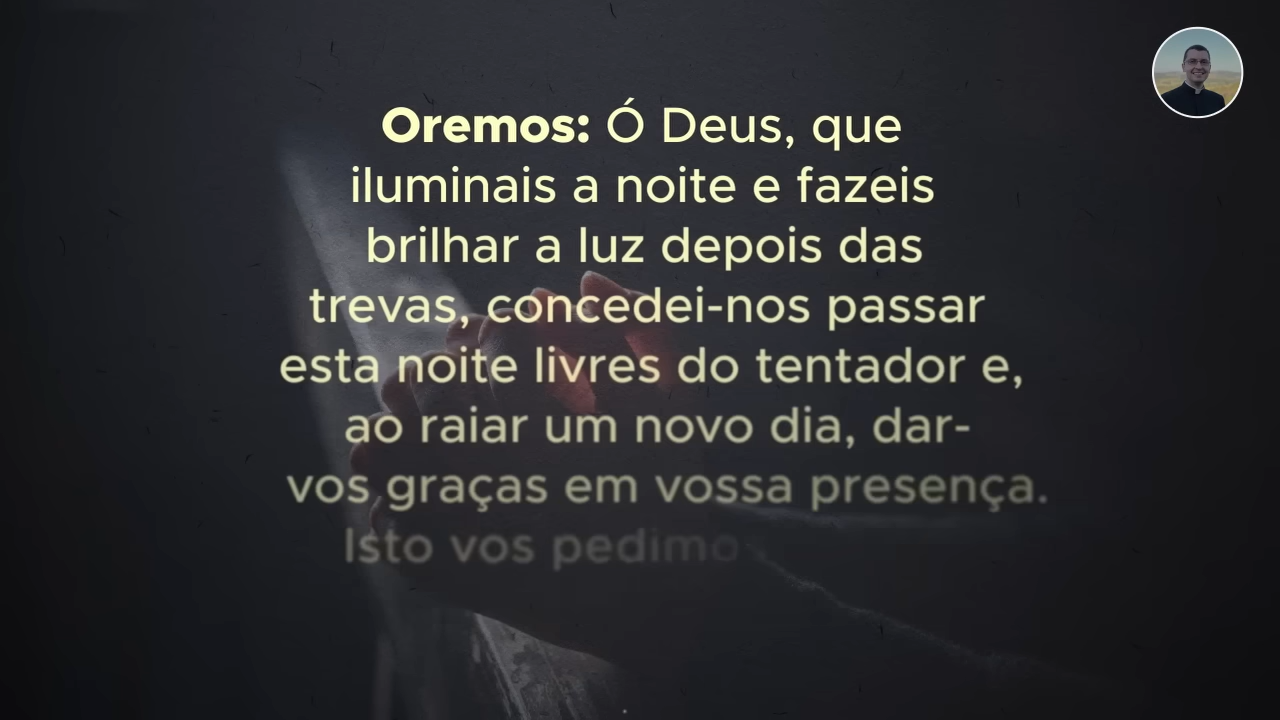 Oremos: Ó Deus, que
iluminais a noite e fazeis
brilhar a luz depois das
trevas, concedei-nos passar
esta noite livres do tentador e,
ao raiar um novo dia, dar-
vos graças em vossa presença.
Isto vos pedimos